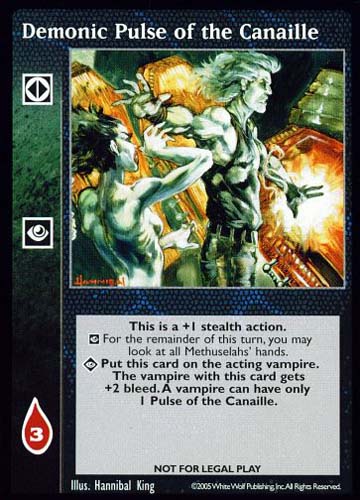 Demonic Pulse of the Canaille
HANNIBAL
This is a +1 stealth action.
For the remainder of this turn, you may
look at all Methuselahs' hands.
Put this card on the acting vampire.
The vampire with this card gets
+2 bleed. A vampire can have only
1 Pulse of the Canaille.
3
NOT FOR LEGAL PLAY
Illus. Hannibal King
©2005 White Wolf Publishing, Inc. All Rights Reserved.